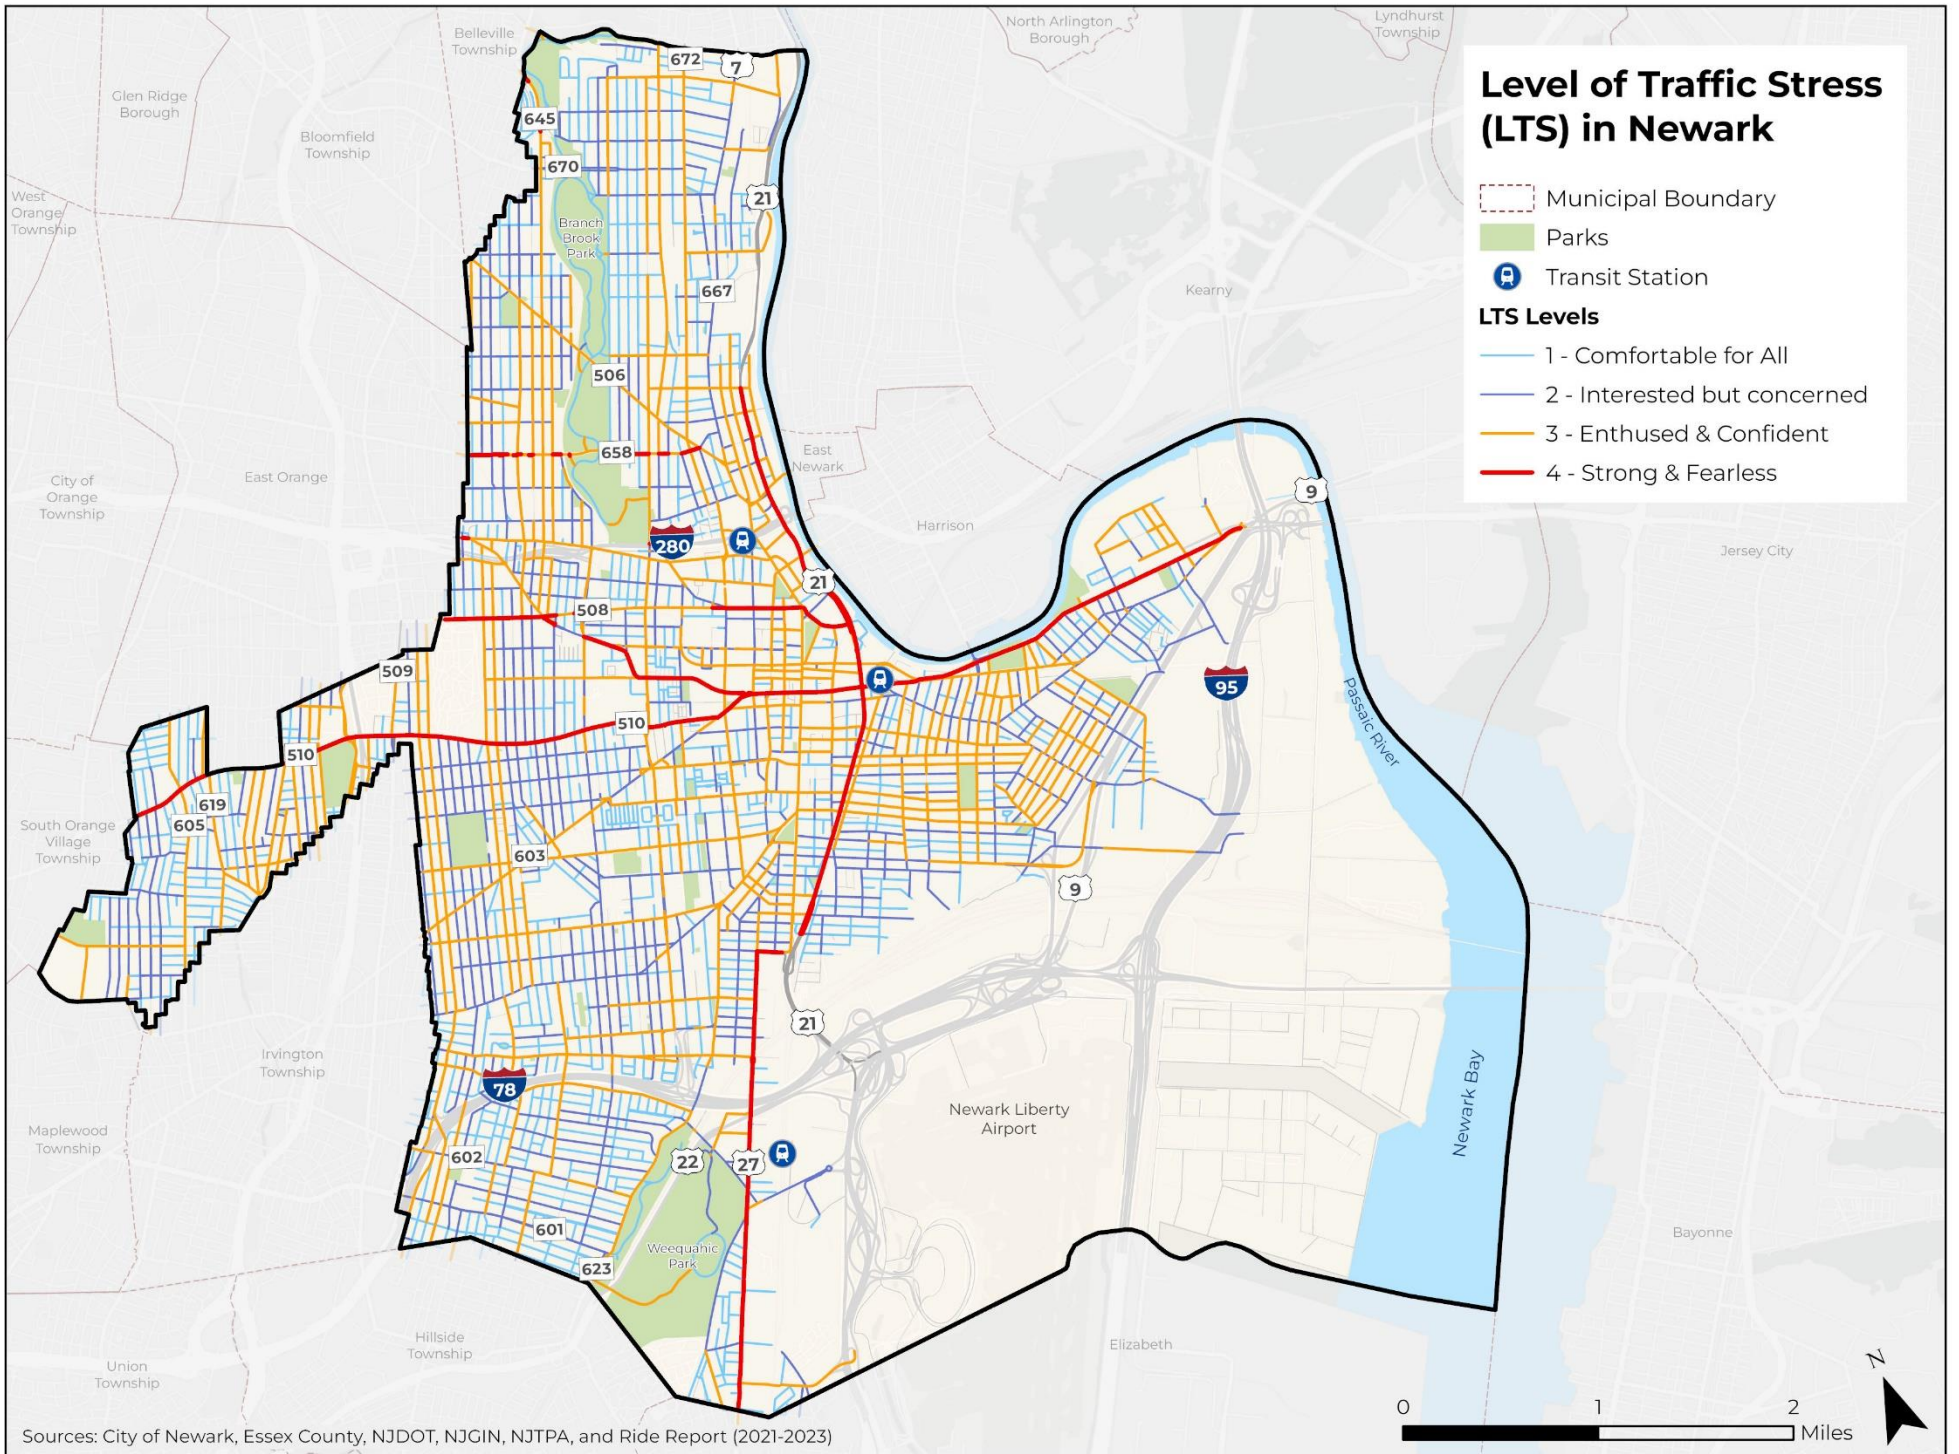 Level of Traffic Stress
(LTS) in Newark
Municipal Boundary
Parks
Transit Station
LTS Levels
1 - Comfortable for All
2 - Interested but concerned
3 - Enthused & Confident
4 - Strong & Fearless
Belleville
Township
North Arlington
Borough
Lyndhurst
Township
672
7
Glen Ridge
Borough
645
Bloomfield
Township
670
West
Orange
Township
21
Branch
Brook
Park
667
Kearny
506
658
East
Newark
City of
Orange
Township
East Orange
9
Harrison
280
Jersey City
21
508
509
95
Passaic River
510
510
619
605
South Orange
Village
Township
603
9
21
Irvington
Township
78
Newark Liberty
Airport
Newark Bay
Maplewood
Township
602
22
27
601
Weequahic
Park
623
Bayonne
Hillside
Township
Elizabeth
Union
Township
N
0
1
2
Miles
Sources: City of Newark, Essex County, NJDOT, NJGIN, NJTPA, and Ride Report (2021-2023)